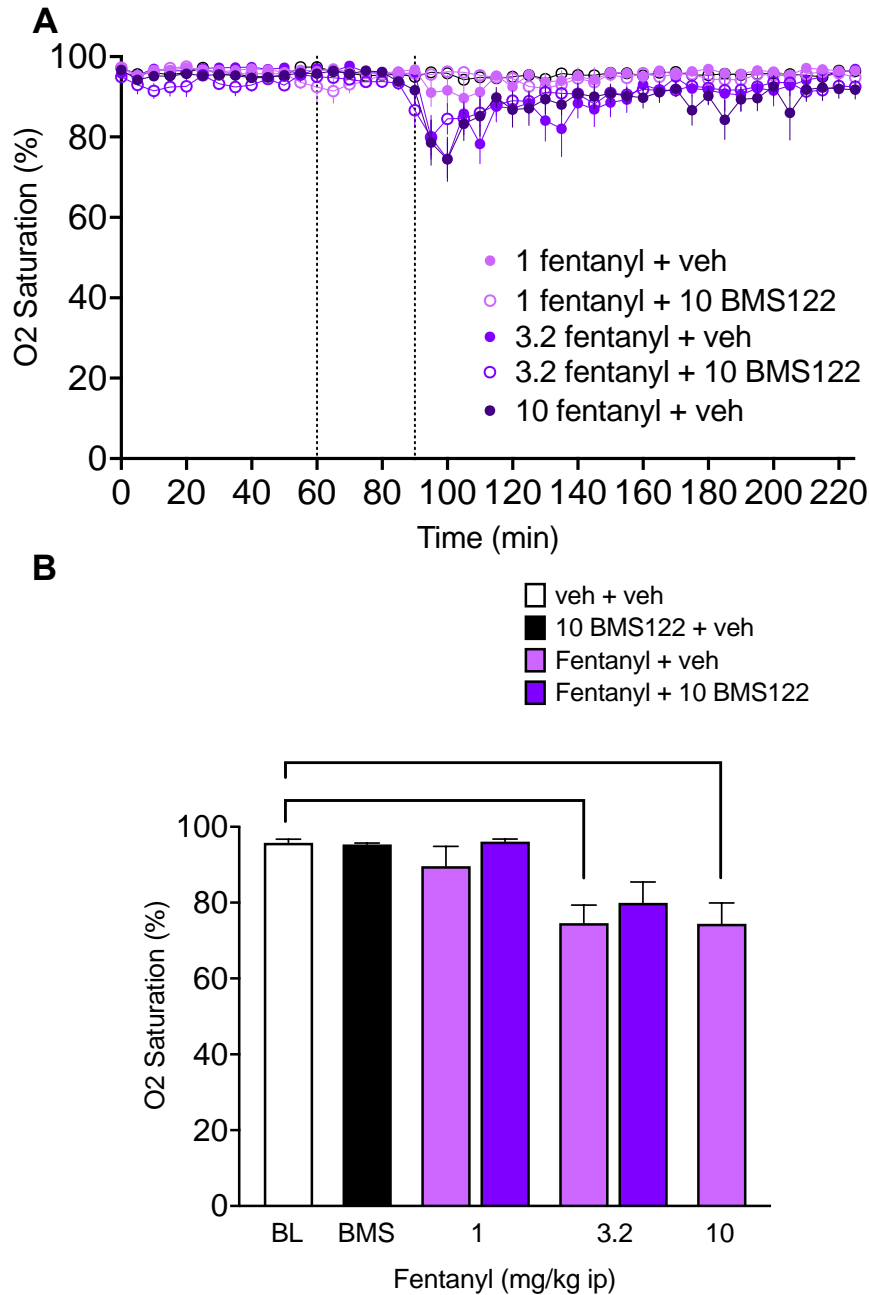 A
100
80
60
40
20
0
O2 Saturation (%)
1 fentanyl + veh
1 fentanyl + 10 BMS122
3.2 fentanyl + veh
3.2 fentanyl + 10 BMS122
10 fentanyl + veh
0 20 40 60 80 100 120 140 160 180 200 220
Time (min)
B
veh + veh
10 BMS122 + veh
Fentanyl + veh
Fentanyl + 10 BMS122
100
80
60
40
20
0
O2 Saturation (%)
BL BMS 1 3.2 10
Fentanyl (mg/kg ip)